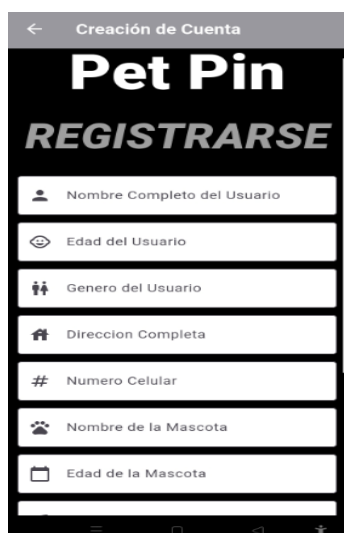 Creación de Cuenta
Pet Pin
REGISTRARSE
Nombre Completo del Usuario
Edad del Usuario
Genero del Usuario
Direccion Completa
# Numero Celular
Nombre de la Mascota
Edad de la Mascota